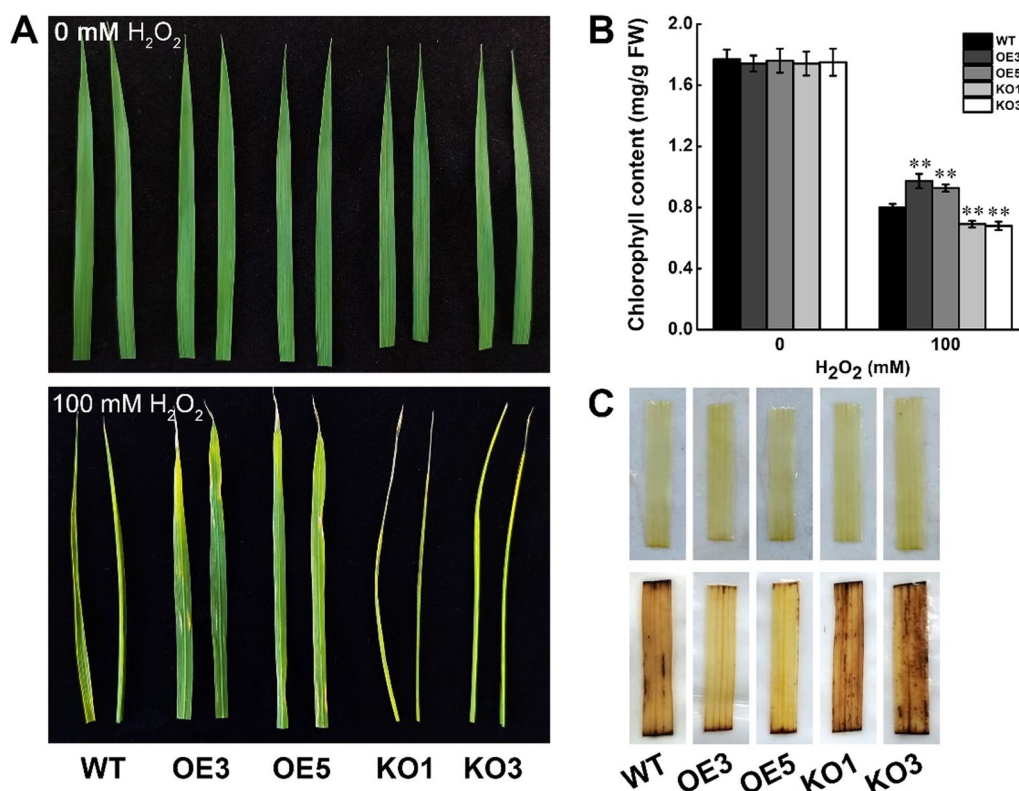 A
0 mM H₂O₂
100 mM H₂O₂
WT OE3 OE5 KO1 KO3
B
Chlorophyll content (mg/g FW)
1.8
1.6
1.2
0.8
0.4
0.0
WT
OE3
OE5
KO1
KO3
** ** ** **
0 100
H₂O₂ (mM)
C
WT OE3 OE5 KO1 KO3